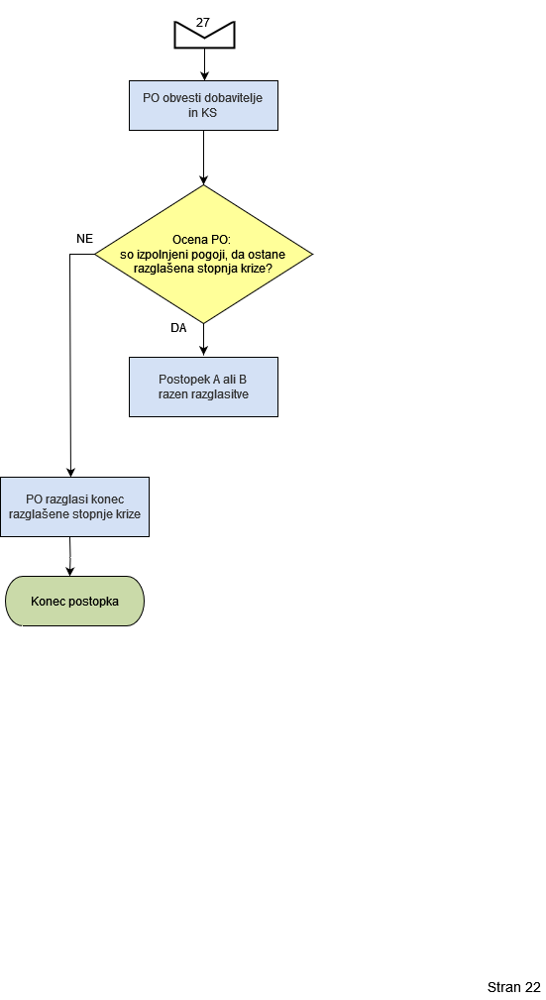 27
PO obvesti dobavitelje
in KS
Ocena PO:
so izpolnjeni pogoji, da ostane
razglašena stopnja krize?
NE
DA
Postopek A ali B
razen razglasitve
PO razglasi konec
razglašene stopnje krize
Konec postopka
Stran 22